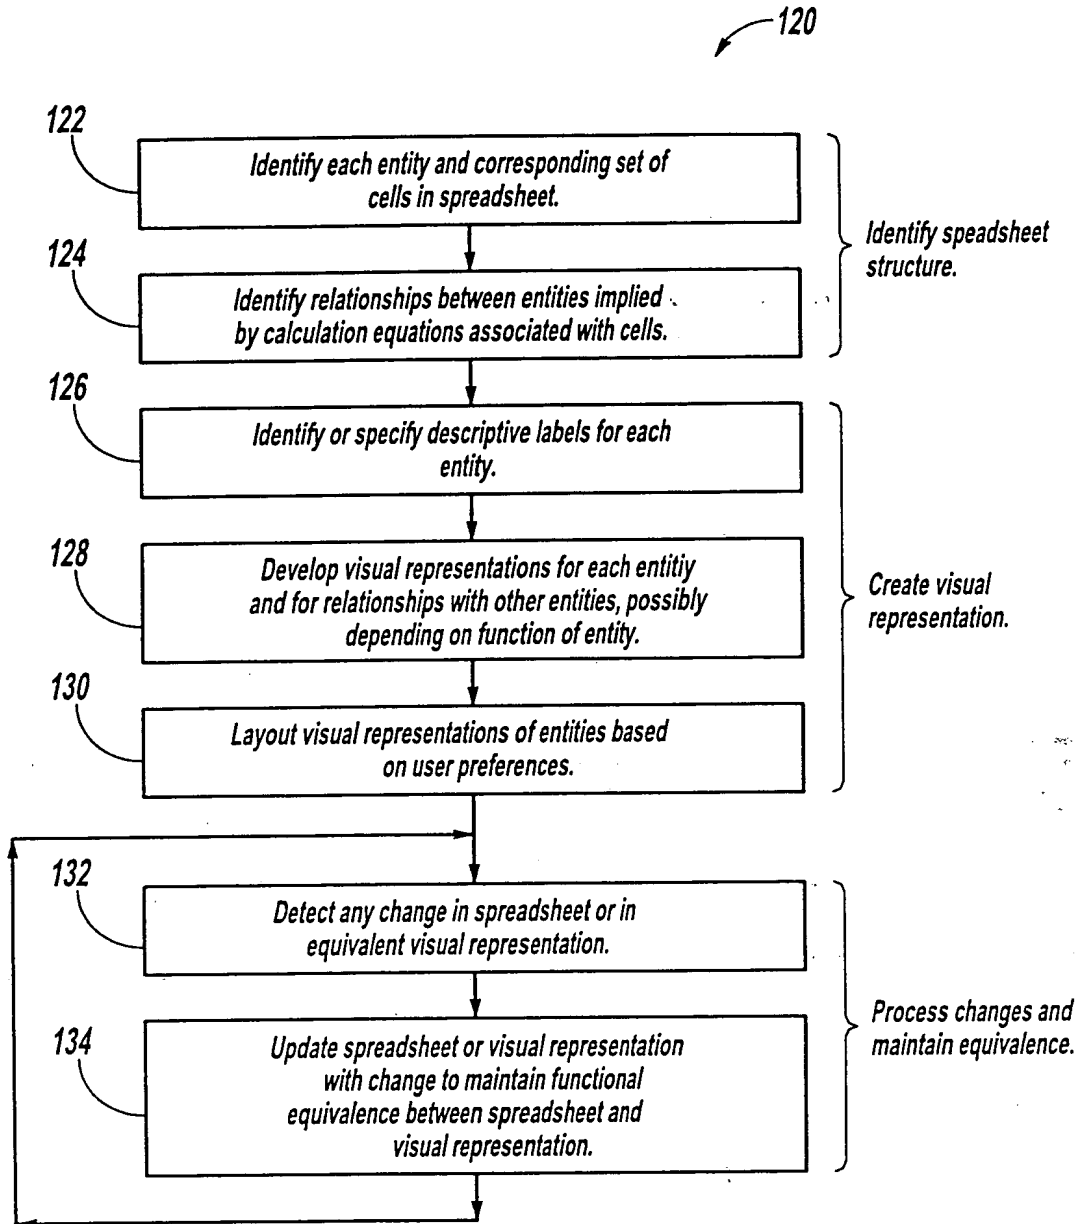 120
122
Identify each entity and corresponding set of
cells in spreadsheet.
124
Identify relationships between entities implied
by calculation equations associated with cells.
Identify speadsheet
structure.
126
Identify or specify descriptive labels for each
entity.
128
Develop visual representations for each entitiy
and for relationships with other entities, possibly
depending on function of entity.
130
Layout visual representations of entities based
on user preferences.
Create visual
representation.
132
Detect any change in spreadsheet or in
equivalent visual representation.
134
Update spreadsheet or visual representation
with change to maintain functional
equivalence between spreadsheet and
visual representation.
Process changes and
maintain equivalence.